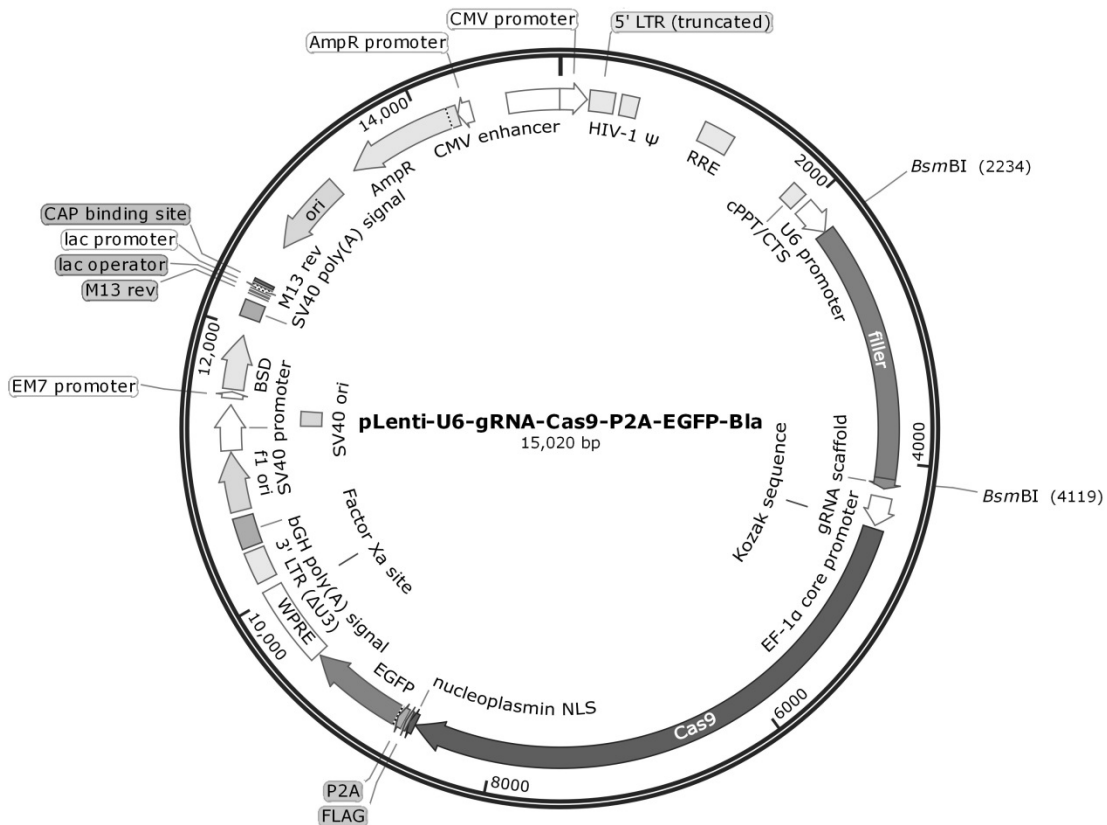 CMV promoter
5' LTR (truncated)
AmpR promoter
14,000
CMV enhancer
HIV-1 Ψ
RRE
2000
BsmBI (2234)
AmpR
cPPT/CTS
U6 promoter
ori
CAP binding site
lac promoter
lac operator
M13 rev
M13 rev
SV40 poly(A) signal
filler
12,000
BSD
EM7 promoter
SV40 promoter
SV40 ori
pLenti-U6-gRNA-Cas9-P2A-EGFP-Bla
15,020 bp
4000
f1 ori
gRNA scaffold
BsmBI (4119)
Kozak sequence
EF-1α core promoter
Factor Xa site
bGH poly(A) signal
3' LTR (ΔU3)
WPRE
10,000
EGFP
nucleoplasmin NLS
Cas9
6000
8000
P2A
FLAG